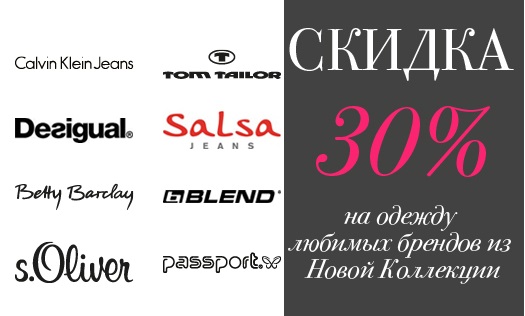 Calvin Klein Jeans
TOM TAILOR
Desigual®
Salsa
JEANS
Betty Barclay
BLEND®
s.Oliver
passport.
СКИДКА
30%
на одежду
любимых брендов из
Новой Коллекции